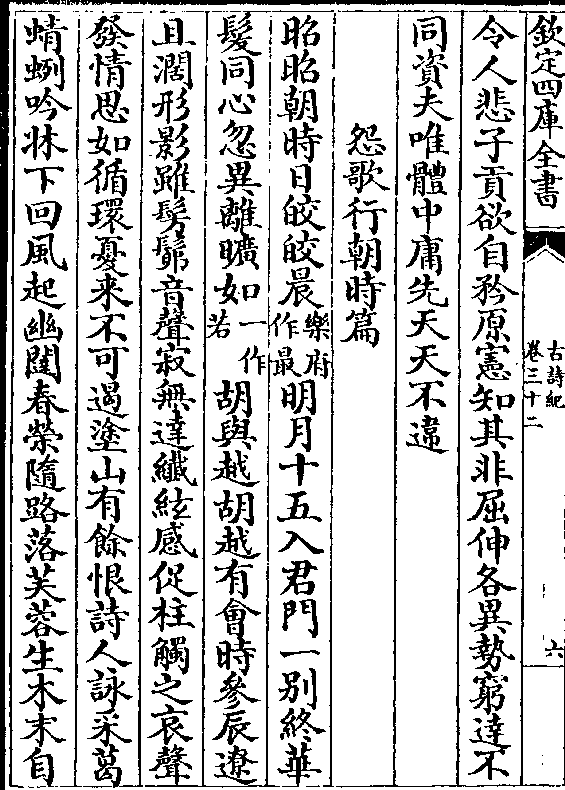 欽定四庫全書
古詩紀
卷三十二
六
令人悲子貢欲自矜原憲知其非屈伸各異勢窮達不
同資夫唯體中庸先天天不違
怨歌行朝時篇
昭昭朝時日皎皎晨樂府作最明月十五入君門一别終華
髮同心忽異離曠如一作若胡與越胡越有會時參辰遼
且濶形影雖髣髴音聲寂無達纎絃感促柱觸之哀聲
發情思如循環憂来不可遏塗山有餘恨詩人詠采葛
蜻蛚吟牀下回風起幽闥春榮隨路落芙蓉生木末自